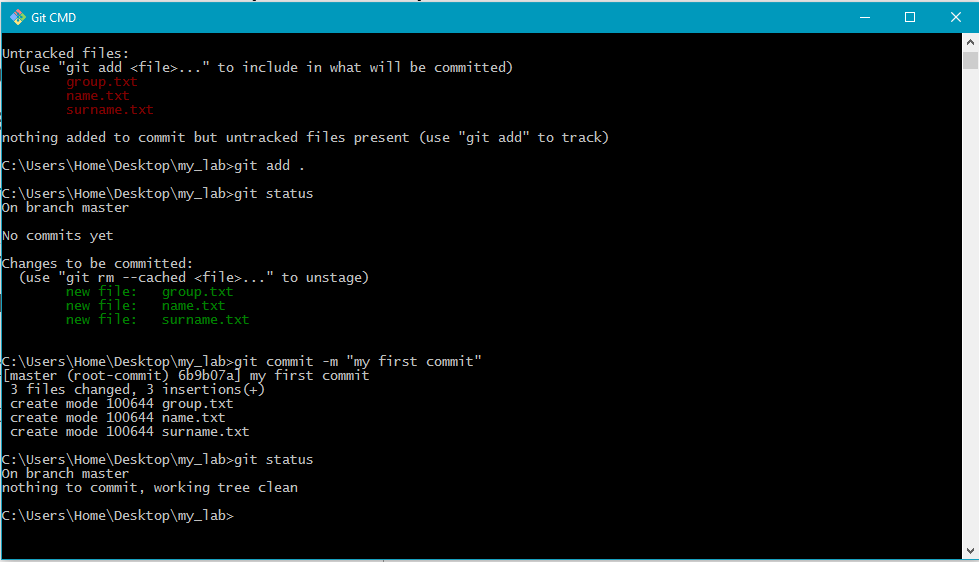 Git CMD
Untracked files:
  (use "git add <file>..." to include in what will be committed)
        group.txt
        name.txt
        surname.txt
nothing added to commit but untracked files present (use "git add" to track)
C:\Users\Home\Desktop\my_lab>git add .
C:\Users\Home\Desktop\my_lab>git status
On branch master
No commits yet
Changes to be committed:
  (use "git rm --cached <file>..." to unstage)
        new file:   group.txt
        new file:   name.txt
        new file:   surname.txt
C:\Users\Home\Desktop\my_lab>git commit -m "my first commit"
[master (root-commit) 6b9b07a] my first commit
 3 files changed, 3 insertions(+)
 create mode 100644 group.txt
 create mode 100644 name.txt
 create mode 100644 surname.txt
C:\Users\Home\Desktop\my_lab>git status
On branch master
nothing to commit, working tree clean
C:\Users\Home\Desktop\my_lab>